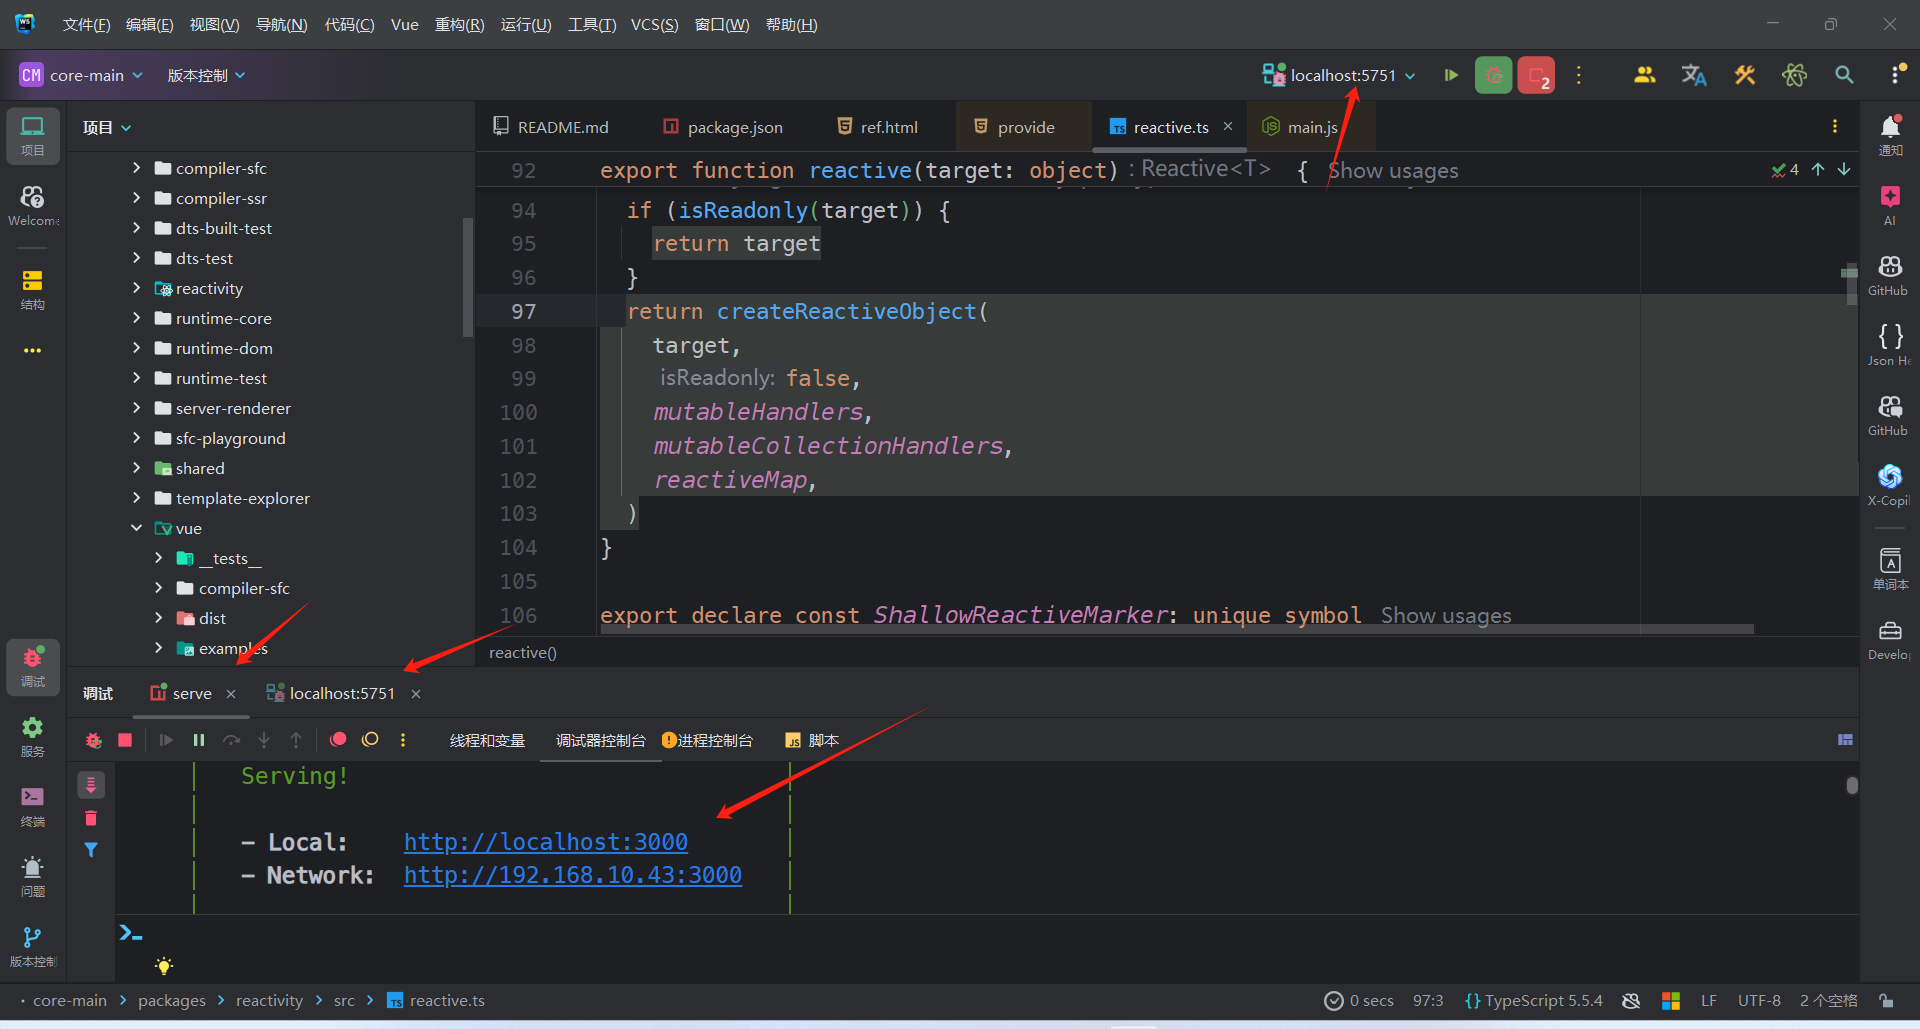 WS 文件(F) 编辑(E) 视图(V) 导航(N) 代码(C) Vue 重构(R) 运行(U) 工具(T) VCS(S) 窗口(W) 帮助(H)
CM core-main 版本控制 localhost:5751 2
项目
Welcome
结构
调试
服务
终端
问题
版本控制
项目
compiler-sfc
compiler-ssr
dts-built-test
dts-test
reactivity
runtime-core
runtime-dom
runtime-test
server-renderer
sfc-playground
shared
template-explorer
vue
__tests__
compiler-sfc
dist
examples
README.md package.json ref.html provide reactive.ts main.js
92 export function reactive(target: object) : Reactive<T> { Show usages 4
94 if (isReadonly(target)) {
95 return target
96 }
97 return createReactiveObject(
98 target,
99 isReadonly: false,
100 mutableHandlers,
101 mutableCollectionHandlers,
102 reactiveMap,
103 )
104 }
105
106 export declare const ShallowReactiveMarker: unique symbol Show usages
reactive()
通知
AI
GitHub
Json He
GitHub
X-Copil
单词本
Develop
调试 serve localhost:5751
线程和变量 调试器控制台 进程控制台 JS 脚本
Serving!
– Local: http://localhost:3000
– Network: http://192.168.10.43:3000
core-main packages reactivity src TS reactive.ts 0 secs 97:3 {} TypeScript 5.5.4 LF UTF-8 2 个空格